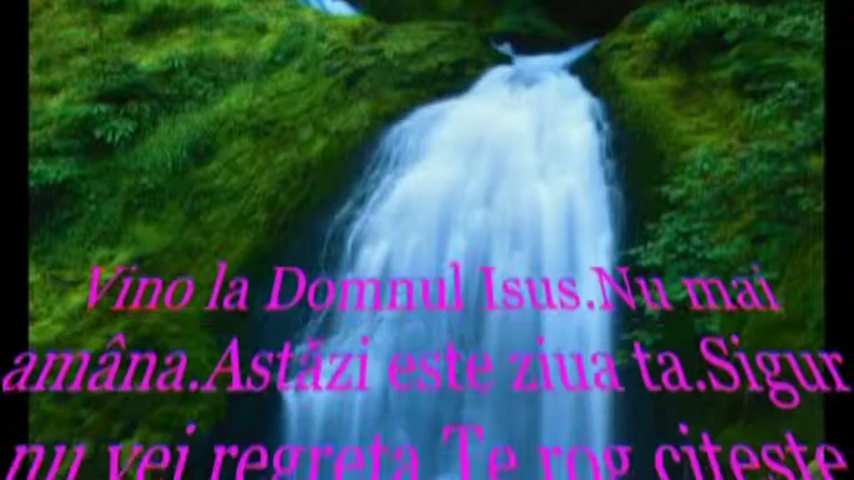 Vino la Domnul Isus.Nu mai
amâna.Astăzi este ziua ta.Sigur
nu vei regreta.Te rog citeste